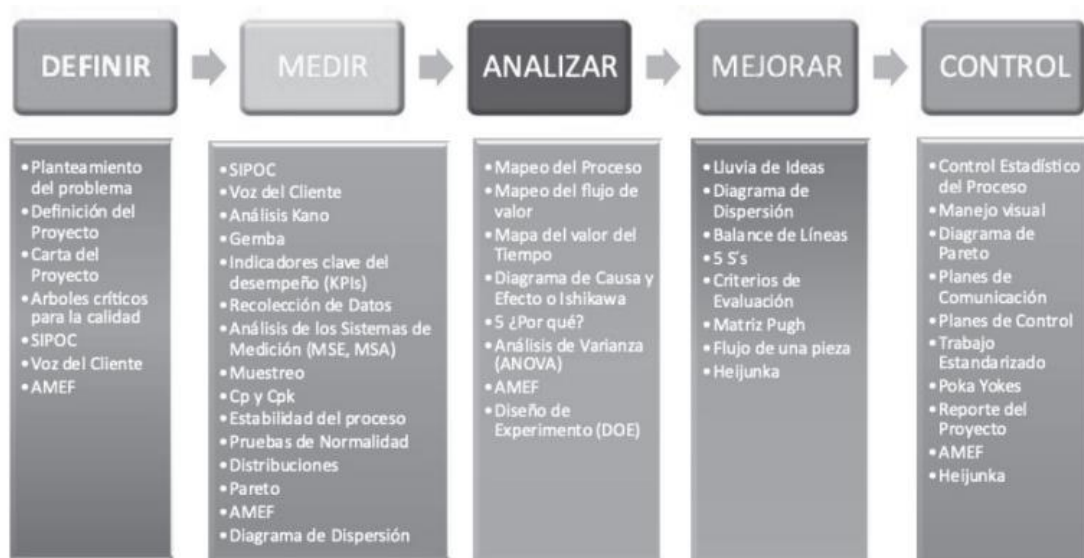 DEFINIR
MEDIR
ANALIZAR
MEJORAR
CONTROL
•Planteamiento
del problema
•Definición del
Proyecto
•Carta del
Proyecto
•Arboles críticos
para la calidad
•SIPOC
•Voz del Cliente
•AMEF
•SIPOC
•Voz del Cliente
•Análisis Kano
•Gemba
•Indicadores clave del
desempeño (KPIs)
•Recolección de Datos
•Análisis de los Sistemas de
Medición (MSE, MSA)
•Muestreo
•Cp y Cpk
•Estabilidad del proceso
•Pruebas de Normalidad
•Distribuciones
•Pareto
•AMEF
•Diagrama de Dispersión
•Mapeo del Proceso
•Mapeo del flujo de
valor
•Mapa del valor del
Tiempo
•Diagrama de Causa y
Efecto o Ishikawa
•5 ¿Por qué?
•Análisis de Varianza
(ANOVA)
•AMEF
•Diseño de
Experimento (DOE)
•Lluvia de Ideas
•Diagrama de
Dispersión
•Balance de Líneas
•5 S's
•Criterios de
Evaluación
•Matriz Pugh
•Flujo de una pieza
•Heijunka
•Control Estadístico
del Proceso
•Manejo visual
•Diagrama de
Pareto
•Planes de
Comunicación
•Planes de Control
•Trabajo
Estandarizado
•Poka Yokes
•Reporte del
Proyecto
•AMEF
•Heijunka